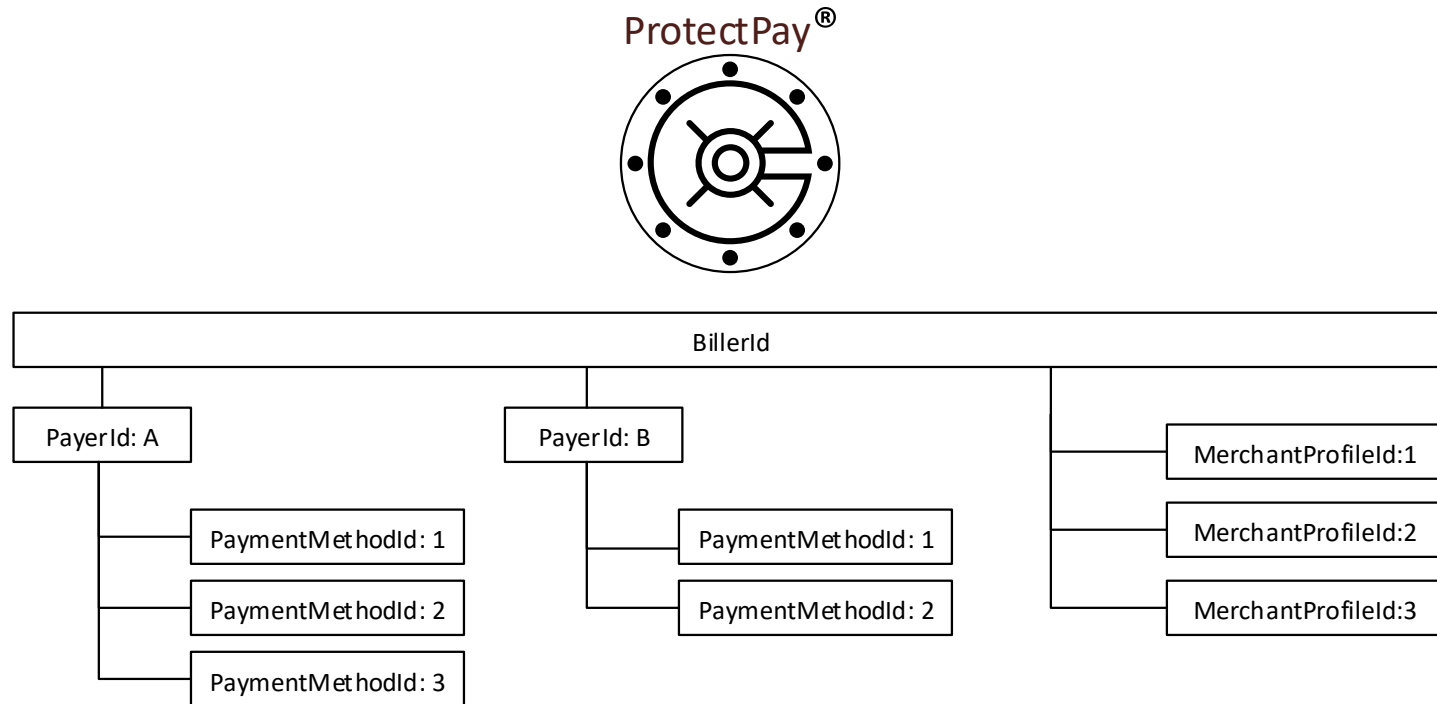 ProtectPay®
BillerId
PayerId: A
PaymentMethodId: 1
PaymentMethodId: 2
PaymentMethodId: 3
PayerId: B
PaymentMethodId: 1
PaymentMethodId: 2
MerchantProfileId:1
MerchantProfileId:2
MerchantProfileId:3